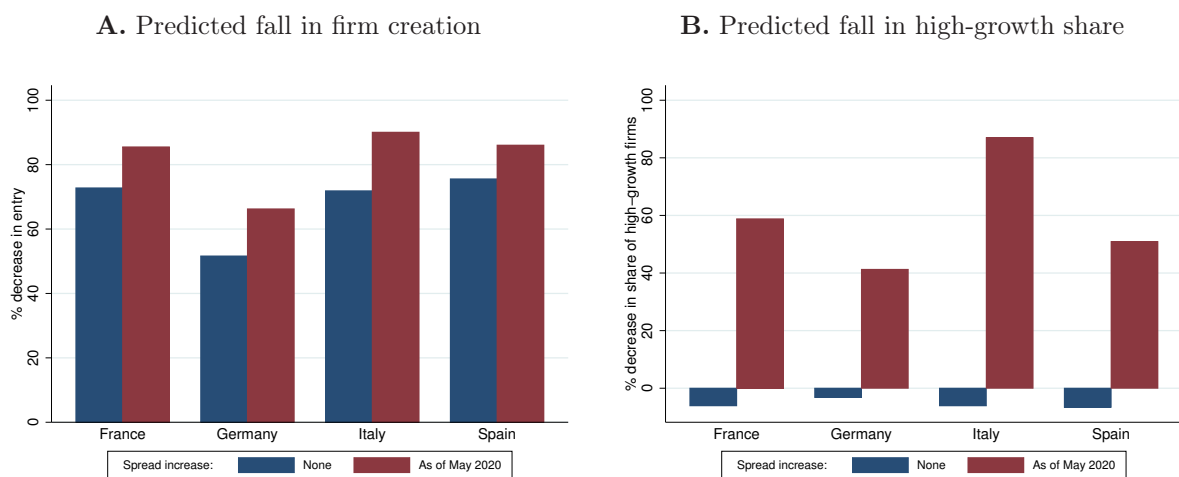 A. Predicted fall in firm creation
% decrease in entry
100
80
60
40
20
0
France Germany Italy Spain
Spread increase: None As of May 2020
B. Predicted fall in high-growth share
% decrease in share of high−growth firms
100
80
60
40
20
0
France Germany Italy Spain
Spread increase: None As of May 2020